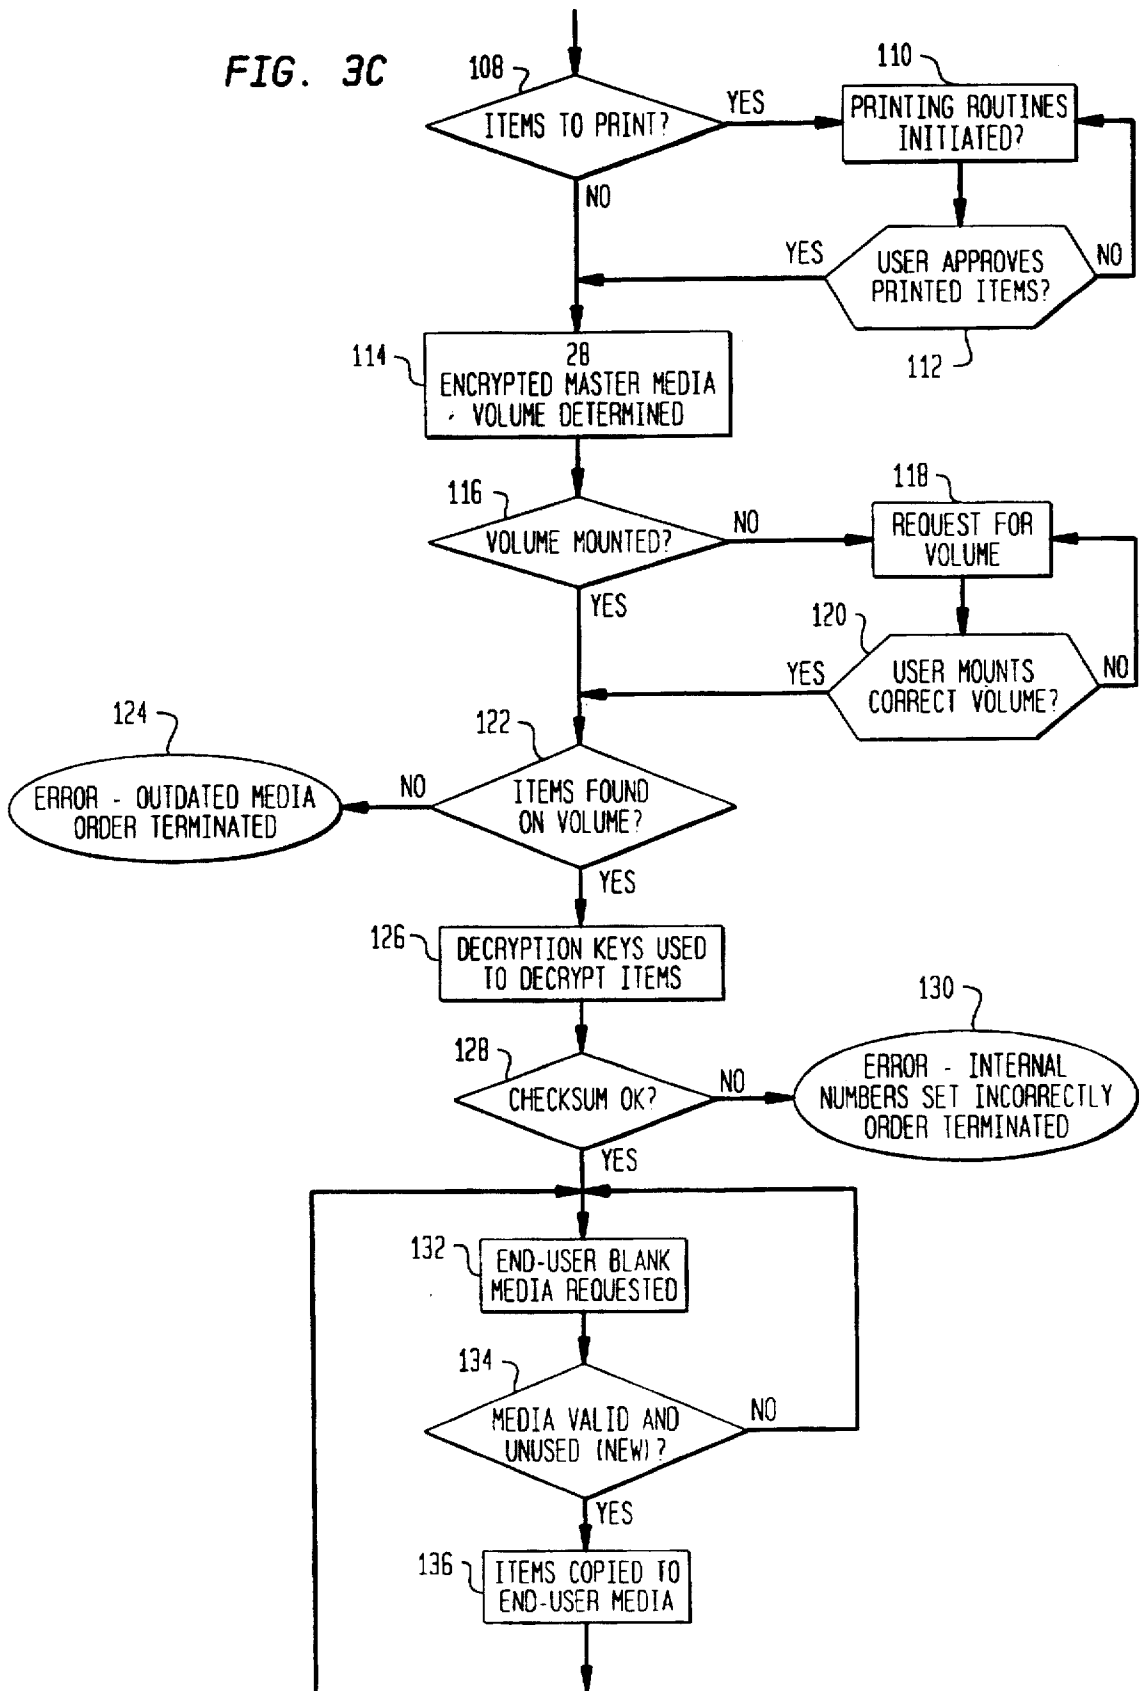 FIG. 3C
108
ITEMS TO PRINT?
YES
NO
110
PRINTING ROUTINES
INITIATED?
USER APPROVES
PRINTED ITEMS?
YES
NO
112
114
28
ENCRYPTED MASTER MEDIA
VOLUME DETERMINED
116
VOLUME MOUNTED?
NO
YES
118
REQUEST FOR
VOLUME
120
USER MOUNTS
CORRECT VOLUME?
YES
NO
122
ITEMS FOUND
ON VOLUME?
NO
YES
124
ERROR - OUTDATED MEDIA
ORDER TERMINATED
126
DECRYPTION KEYS USED
TO DECRYPT ITEMS
128
CHECKSUM OK?
NO
YES
130
ERROR - INTERNAL
NUMBERS SET INCORRECTLY
ORDER TERMINATED
132
END-USER BLANK
MEDIA REQUESTED
134
MEDIA VALID AND
UNUSED (NEW)?
NO
YES
136
ITEMS COPIED TO
END-USER MEDIA